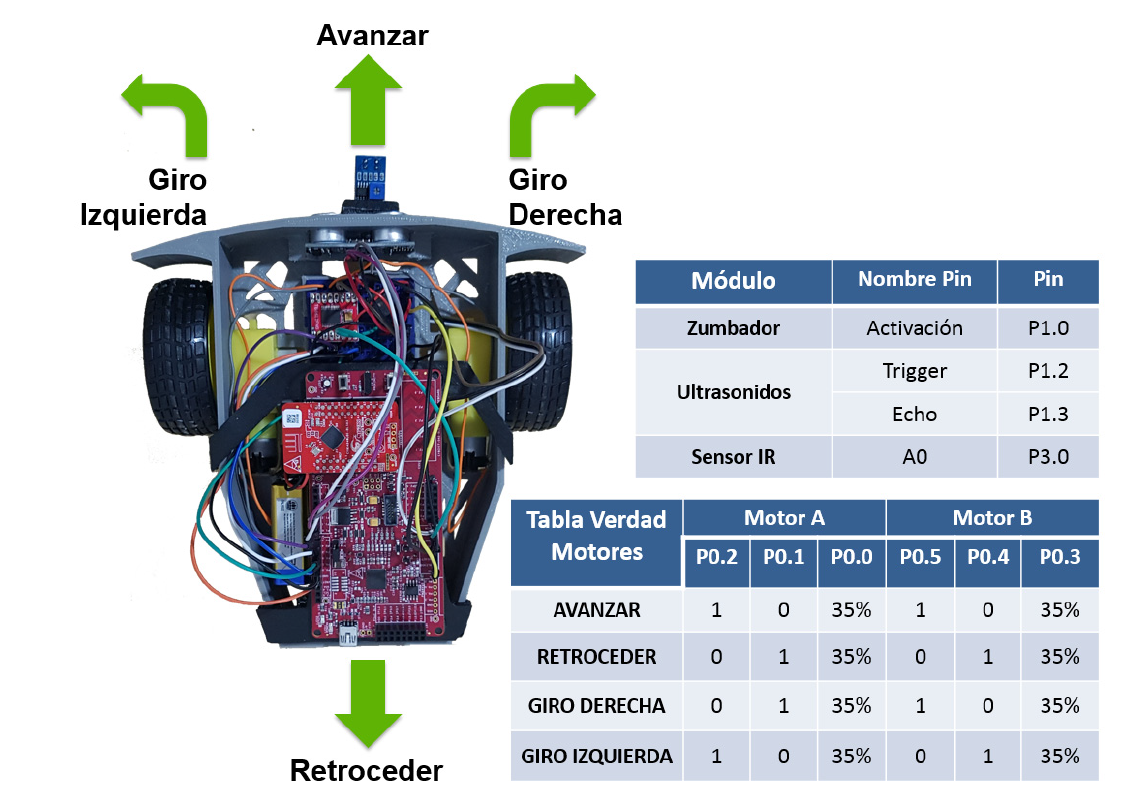 Avanzar
Giro
Izquierda
Giro
Derecha
Módulo Nombre Pin Pin
Zumbador Activación P1.0
Ultrasonidos Trigger P1.2
Echo P1.3
Sensor IR A0 P3.0
Tabla Verdad Motores Motor A Motor B
P0.2 P0.1 P0.0 P0.5 P0.4 P0.3
AVANZAR 1 0 35% 1 0 35%
RETROCEDER 0 1 35% 0 1 35%
GIRO DERECHA 0 1 35% 1 0 35%
GIRO IZQUIERDA 1 0 35% 0 1 35%
Retroceder